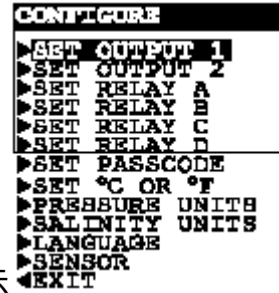 CONFIGURE
▶SET OUTPUT 1
▶SET OUTPUT 2
▶SET RELAY A
▶SET RELAY B
▶SET RELAY C
▶SET RELAY D
▶SET PASSCODE
▶SET °C OR °F
▶PRESSURE UNITS
▶SALINITY UNITS
▶LANGUAGE
▶SENSOR
◀EXIT